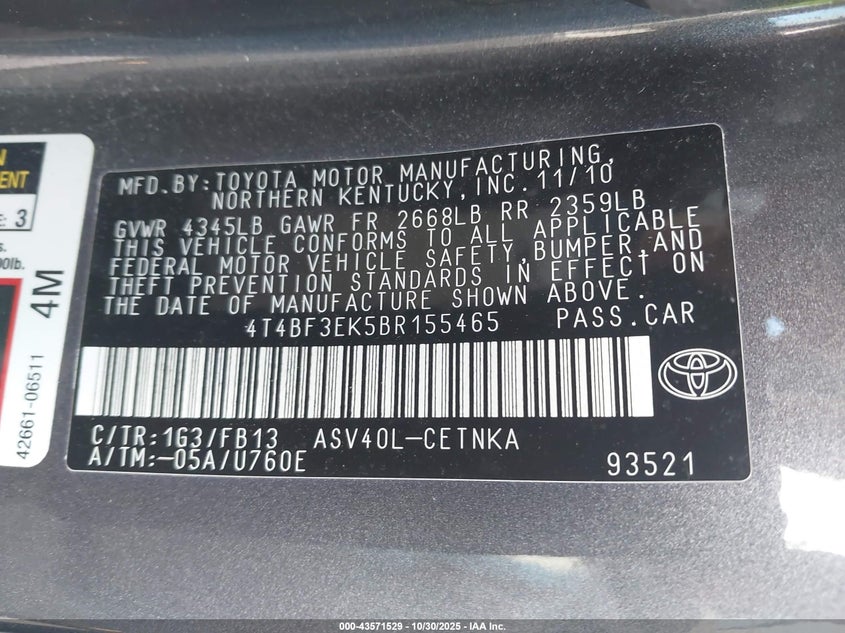 N
ENT
E: 3
s.
00lb.
4M
42661-06511
MFD.BY:TOYOTA MOTOR MANUFACTURING,
NORTHERN KENTUCKY,INC.11/10
GVWR 4345LB GAWR FR 2668LB RR 2359LB
THIS VEHICLE CONFORMS TO ALL APPLICABLE
FEDERAL MOTOR VEHICLE SAFETY,BUMPER,AND
THEFT PREVENTION STANDARDS IN EFFECT ON
THE DATE OF MANUFACTURE SHOWN ABOVE.
4T4BF3EK5BR155465 PASS.CAR
C/TR:1G3/FB13 ASV40L-CETNKA
A/TM:-05A/U760E 93521
000-43571529 | 10/30/2025 - IAA Inc.